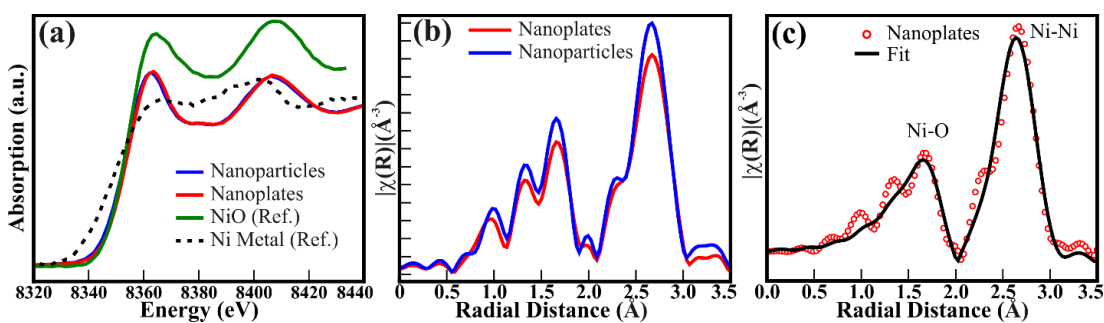 (a)
Absorption (a.u.)
Nanoparticles
Nanoplates
NiO (Ref.)
Ni Metal (Ref.)
8320 8340 8360 8380 8400 8420 8440
Energy (eV)
(b)
|χ(R)|(Å-³)
Nanoplates
Nanoparticles
0 0.5 1.0 1.5 2.0 2.5 3.0 3.5
Radial Distance (Å)
(c)
|χ(R)|(Å-³)
Nanoplates
Fit
Ni-Ni
Ni-O
0.0 0.5 1.0 1.5 2.0 2.5 3.0 3.5
Radial Distance (Å)